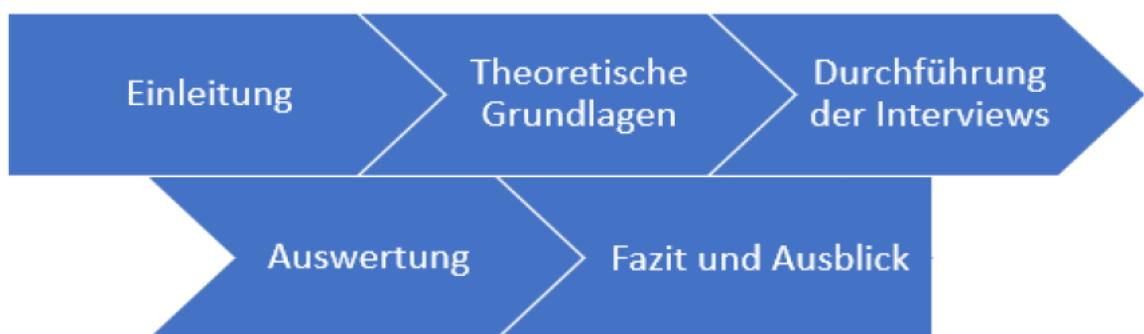 Einleitung
Theoretische
Grundlagen
Durchführung
der Interviews
Auswertung
Fazit und Ausblick